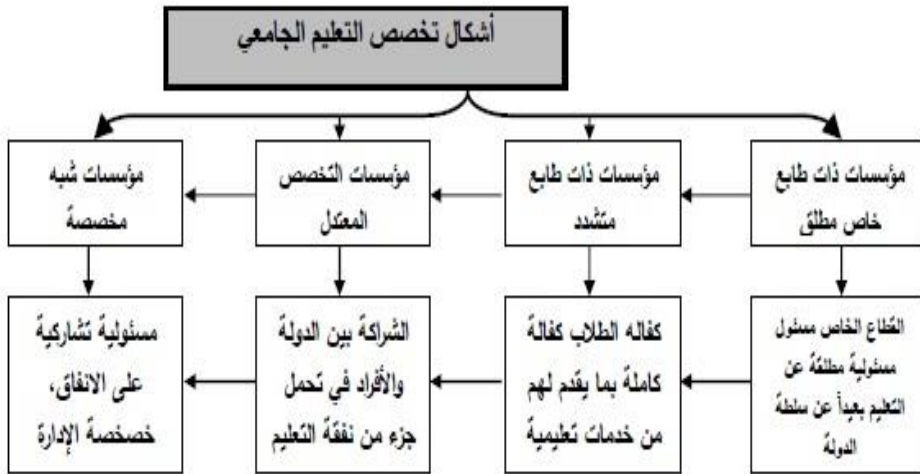 أشكال تخصص التعليم الجامعي
مؤسسات ذات طابع
خاص مطلق
مؤسسات ذات طابع
متشدد
مؤسسات التخصص
المعتدل
مؤسسات شبه
مخصصة
القطاع الخاص مسئول
مسئولية مطلقة عن
التعليم بعيداً عن سلطة
الدولة
كفاله الطلاب كفالة
كاملة بما يقدم لهم
من خدمات تعليمية
الشراكة بين الدولة
والأفراد في تحمل
جزء من نفقة التعليم
مسئولية تشاركية
على الانفاق،
خصخصة الإدارة